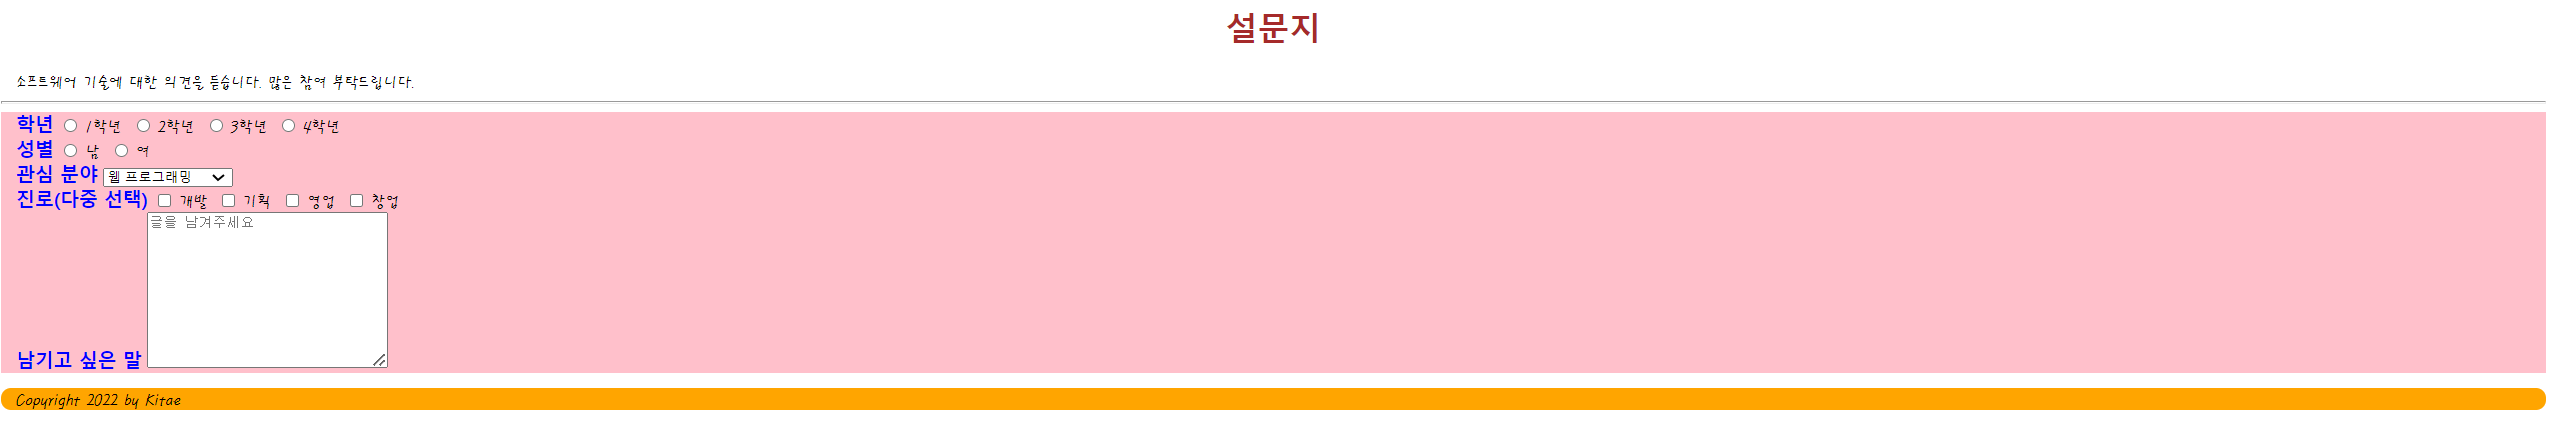 설문지
소프트웨어 기술에 대한 의견을 듣습니다. 많은 참여 부탁드립니다.
학년 1학년 2학년 3학년 4학년
성별 남 여
관심 분야 웹 프로그래밍
진로(다중 선택) 개발 기획 영업 창업
글을 남겨주세요
남기고 싶은 말
Copyright 2022 by Kitae